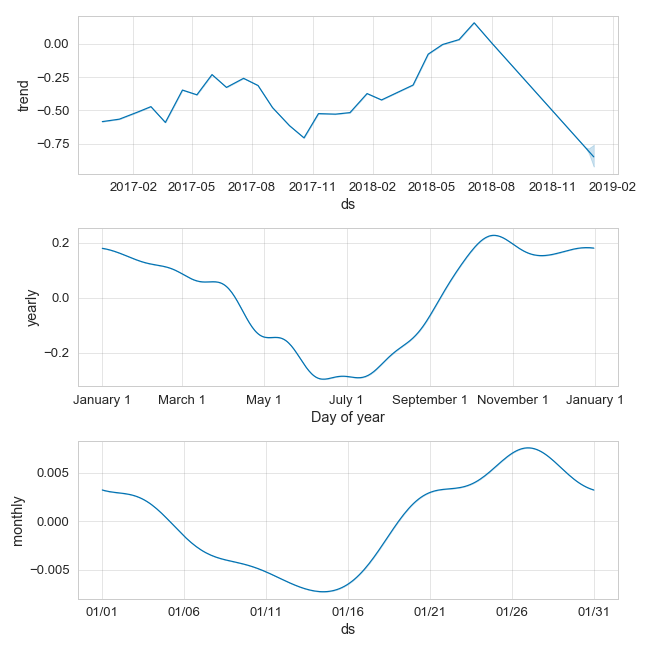 0.00
−0.25
−0.50
−0.75
trend
2017-02 2017-05 2017-08 2017-11 2018-02 2018-05 2018-08 2018-11 2019-02
ds
0.2
0.0
−0.2
yearly
January 1 March 1 May 1 July 1 September 1 November 1 January 1
Day of year
0.005
0.000
−0.005
monthly
01/01 01/06 01/11 01/16 01/21 01/26 01/31
ds